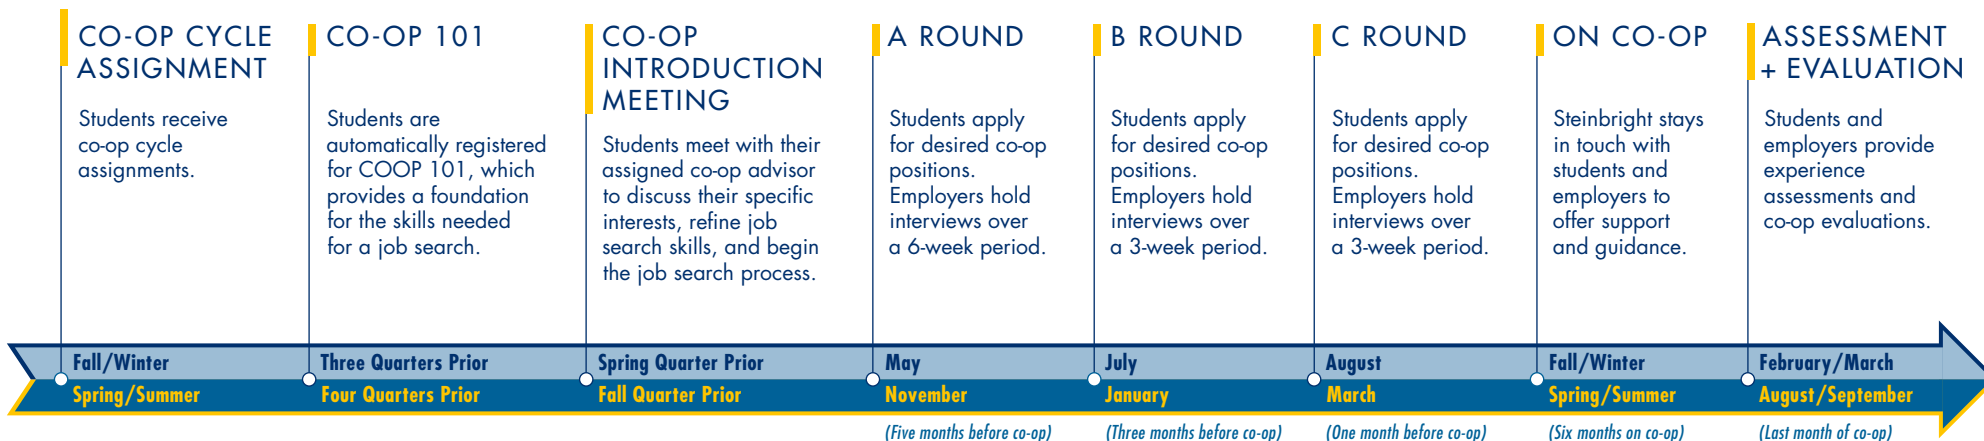 CO-OP CYCLE
ASSIGNMENT
Students receive
co-op cycle
assignments.
CO-OP 101
Students are
automatically registered
for COOP 101, which
provides a foundation
for the skills needed
for a job search.
CO-OP
INTRODUCTION
MEETING
Students meet with their
assigned co-op advisor
to discuss their specific
interests, refine job
search skills, and begin
the job search process.
A ROUND
Students apply
for desired co-op
positions.
Employers hold
interviews over
a 6-week period.
B ROUND
Students apply
for desired co-op
positions.
Employers hold
interviews over
a 3-week period.
C ROUND
Students apply
for desired co-op
positions.
Employers hold
interviews over
a 3-week period.
ON CO-OP
Steinbright stays
in touch with
students and
employers to
offer support
and guidance.
ASSESSMENT
+ EVALUATION
Students and
employers provide
experience
assessments and
co-op evaluations.
Fall/Winter
Three Quarters Prior
Spring Quarter Prior
May
July
August
Fall/Winter
February/March
Spring/Summer
Four Quarters Prior
Fall Quarter Prior
November
January
March
Spring/Summer
August/September
(Five months before co-op)
(Three months before co-op)
(One month before co-op)
(Six months on co-op)
(Last month of co-op)